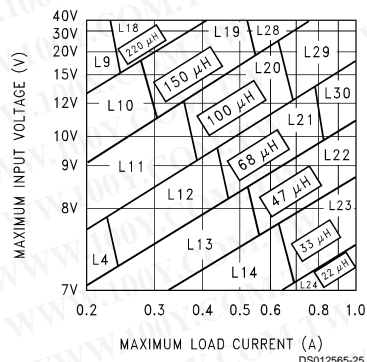 MAXIMUM INPUT VOLTAGE (V)
40V
30V
20V
15V
12V
10V
9V
8V
7V
L18
220 μH
L19
L28
L9
150 μH
L20
L29
L10
100 μH
L30
L21
L11
68 μH
L22
L12
47 μH
L23
L4
L13
33 μH
L14
22 μH
L24
0.2
0.3
0.4
0.5
0.6
0.8
1.0
MAXIMUM LOAD CURRENT (A)
DS012565-25